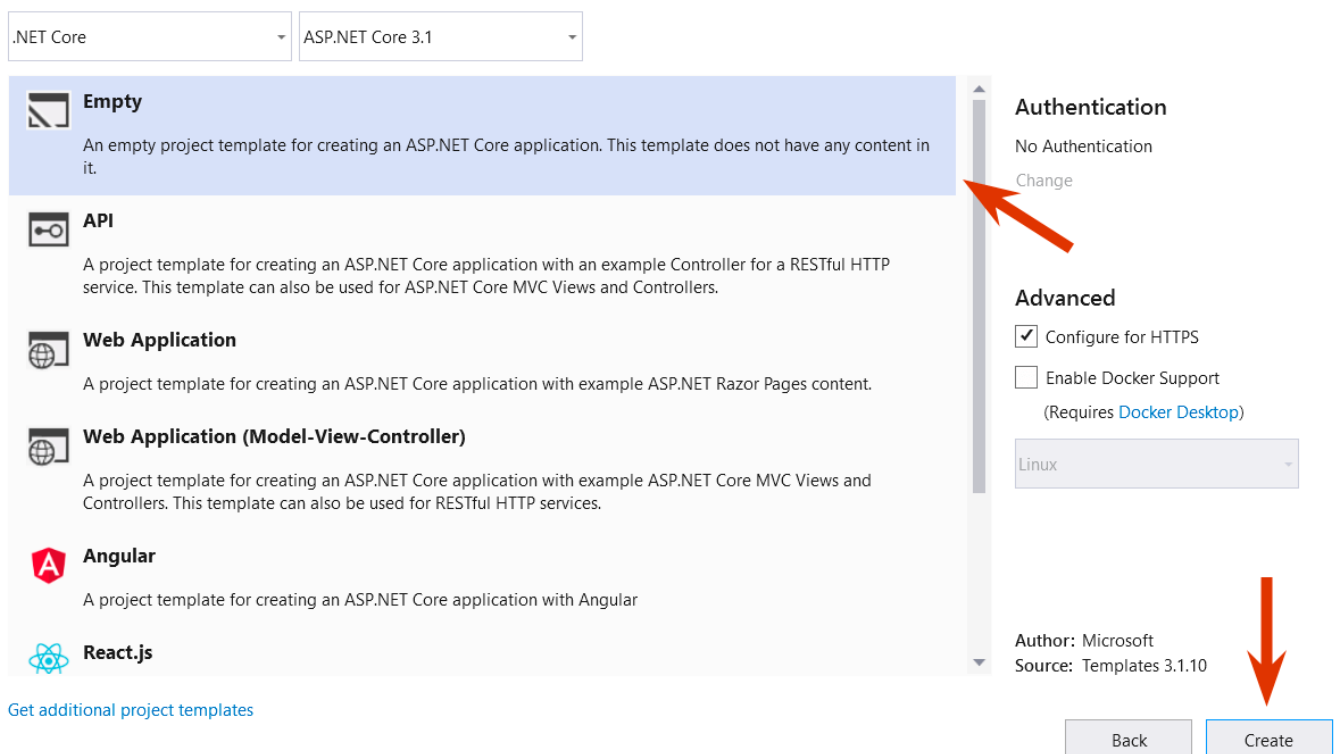 .NET Core
ASP.NET Core 3.1
Empty
An empty project template for creating an ASP.NET Core application. This template does not have any content in
it.
API
A project template for creating an ASP.NET Core application with an example Controller for a RESTful HTTP
service. This template can also be used for ASP.NET Core MVC Views and Controllers.
Web Application
A project template for creating an ASP.NET Core application with example ASP.NET Razor Pages content.
Web Application (Model-View-Controller)
A project template for creating an ASP.NET Core application with example ASP.NET Core MVC Views and
Controllers. This template can also be used for RESTful HTTP services.
Angular
A project template for creating an ASP.NET Core application with Angular
React.js
Get additional project templates
Authentication
No Authentication
Change
Advanced
Configure for HTTPS
Enable Docker Support
(Requires Docker Desktop)
Linux
Author: Microsoft
Source: Templates 3.1.10
Back
Create